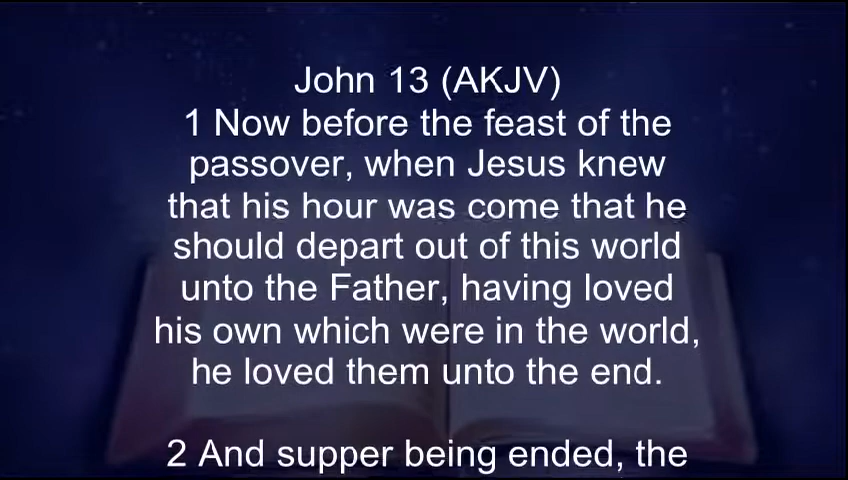 John 13 (AKJV)
1 Now before the feast of the
passover, when Jesus knew
that his hour was come that he
should depart out of this world
unto the Father, having loved
his own which were in the world,
he loved them unto the end.
2 And supper being ended, the